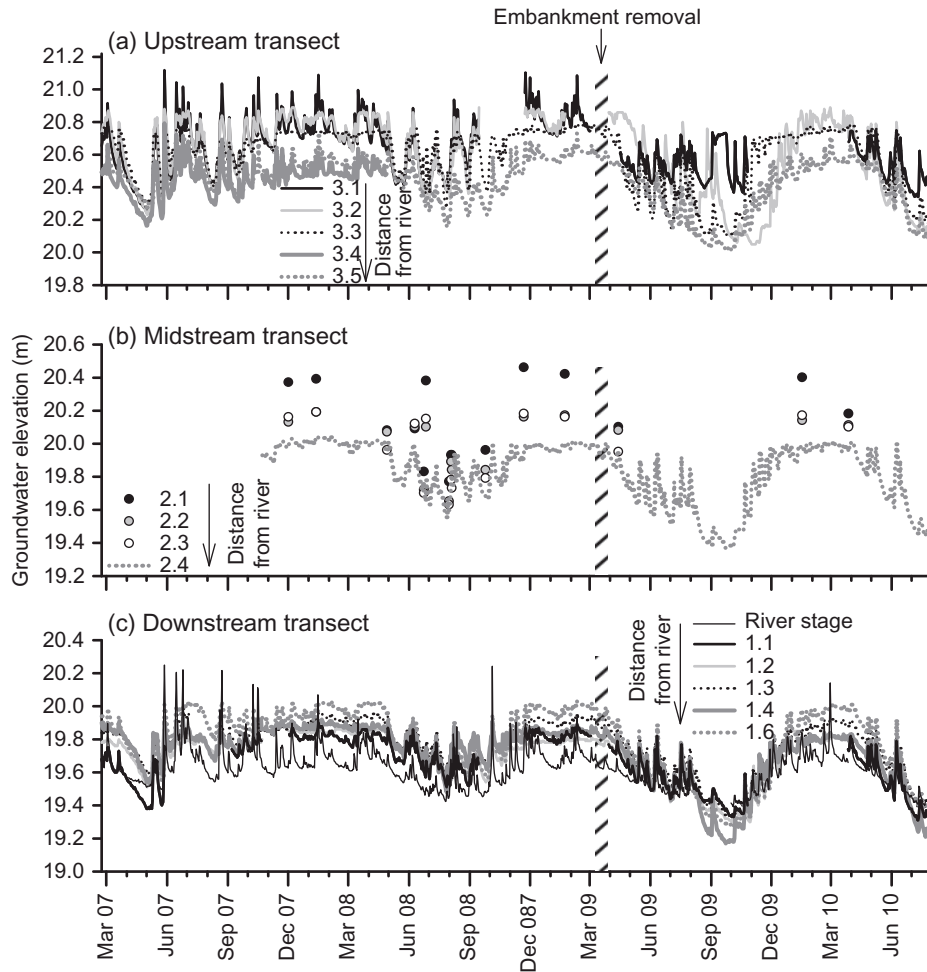 Embankment removal
(a) Upstream transect
21.2
21.0
20.8
20.6
20.4
20.2
20.0
19.8
3.1
3.2
3.3
3.4
3.5
Distance
from river
Groundwater elevation (m)
(b) Midstream transect
20.6
20.4
20.2
20.0
19.8
19.6
19.4
19.2
2.1
2.2
2.3
2.4
Distance
from river
(c) Downstream transect
20.4
20.2
20.0
19.8
19.6
19.4
19.2
19.0
Distance
from river
River stage
1.1
1.2
1.3
1.4
1.6
Mar 07
Jun 07
Sep 07
Dec 07
Mar 08
Jun 08
Sep 08
Dec 087
Mar 09
Jun 09
Sep 09
Dec 09
Mar 10
Jun 10